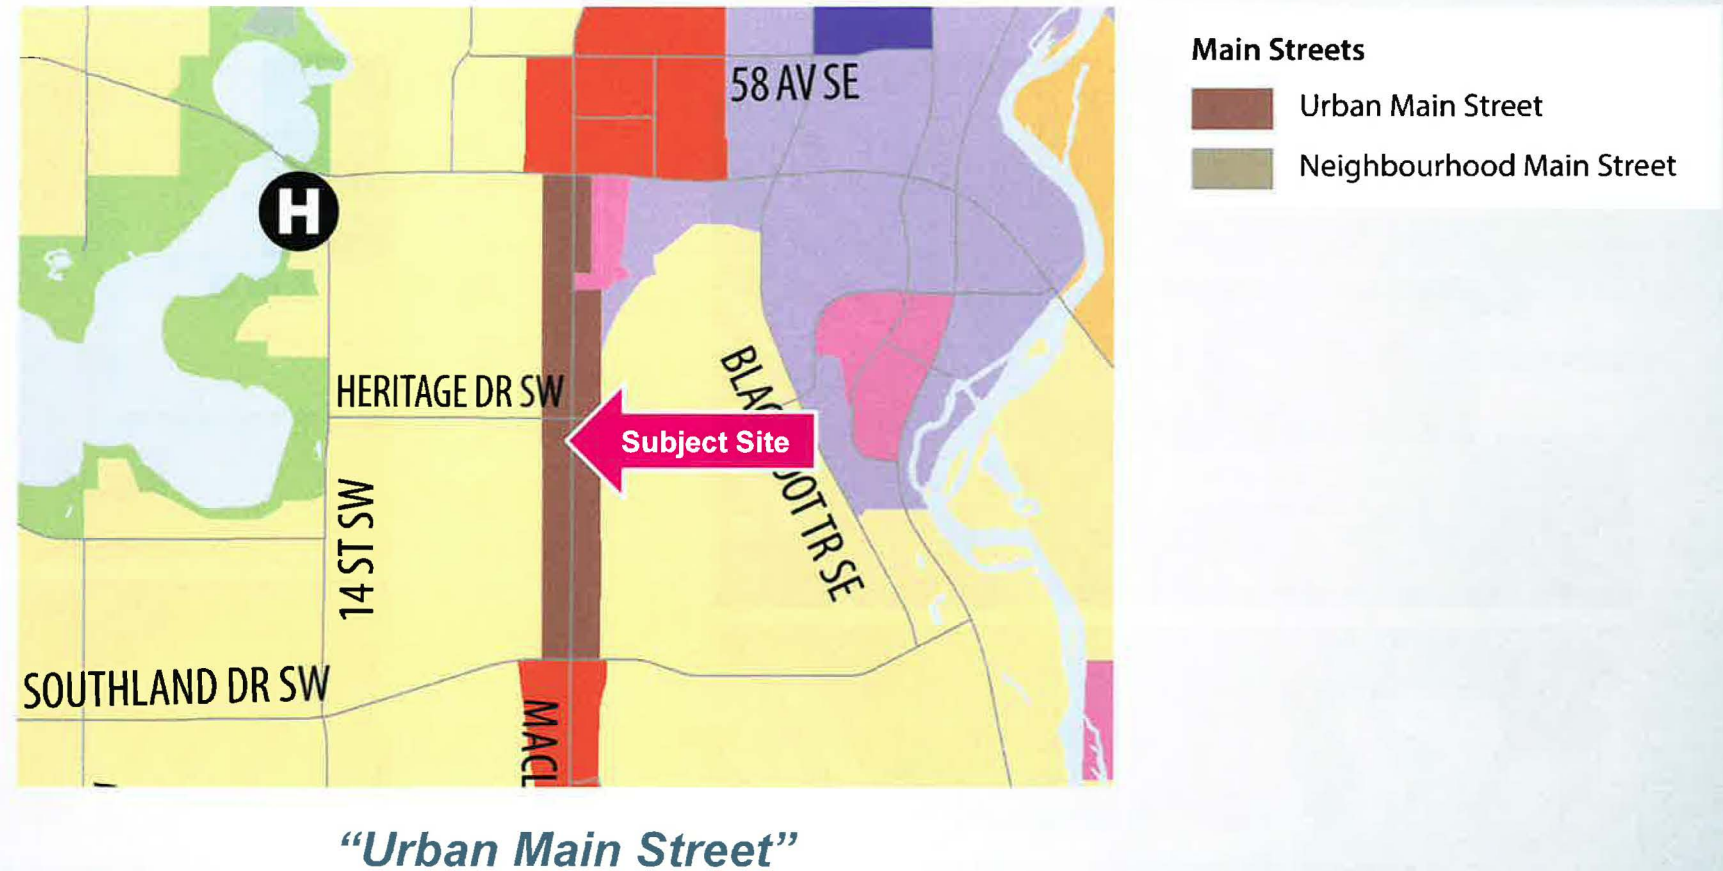 58 AV SE
Main Streets
Urban Main Street
Neighbourhood Main Street
H
HERITAGE DR SW
Subject Site
14 ST SW
SOUTHLAND DR SW
MACL
“Urban Main Street”